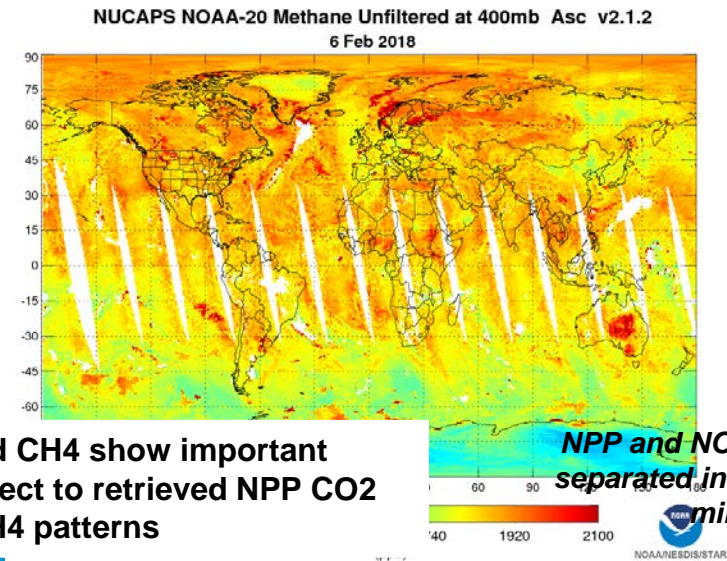 NUCAPS NOAA-20 Methane Unfiltered at 400mb Asc v2.1.2
6 Feb 2018
90
75
60
45
30
15
0
-15
-30
-45
-60
CH4 show important
ect to retrieved NPP CO2
H4 patterns
NPP and NO
separated in
mi
60 90 180
740 1920 2100
NOAA
NOAA/NESDIS/STAR